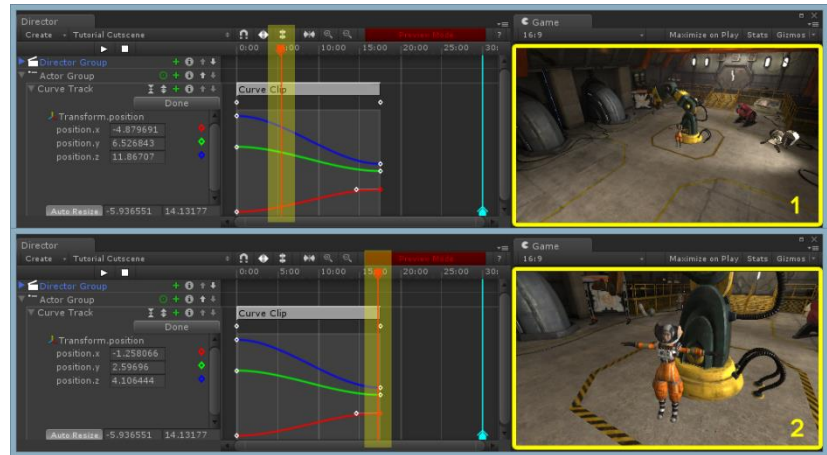 Director
Game
Create Tutorial Cutscene
Preview Mode
?
16:9
Maximize on Play Stats Gizmos
0:00 5:00 10:00 15:00 20:00 25:00 30:
Director Group
Actor Group
Curve Track
Curve Clip
Done
Transform.position
position.x -4.879691
position.y 6.526843
position.z 11.86707
Auto Resize -5.936551 14.13177
1
Director
Game
Create Tutorial Cutscene
Preview Mode
?
16:9
Maximize on Play Stats Gizmos
0:00 5:00 10:00 15:00 20:00 25:00 30:
Director Group
Actor Group
Curve Track
Curve Clip
Done
Transform.position
position.x -1.258066
position.y 2.59696
position.z 4.106444
Auto Resize -5.936551 14.13177
2